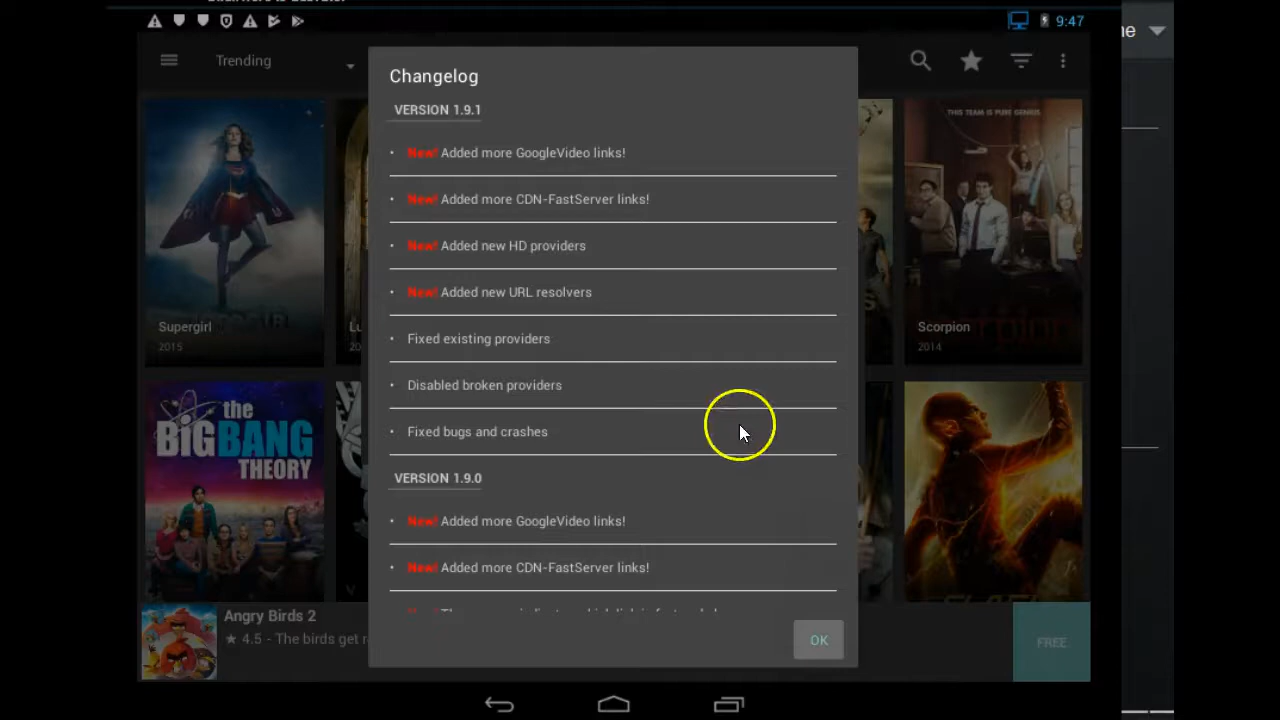 9:47
ne
Trending
Changelog
VERSION 1.9.1
• New! Added more GoogleVideo links!
• New! Added more CDN-FastServer links!
• New! Added new HD providers
• New! Added new URL resolvers
• Fixed existing providers
• Disabled broken providers
• Fixed bugs and crashes
VERSION 1.9.0
• New! Added more GoogleVideo links!
• New! Added more CDN-FastServer links!
OK
Supergirl
2015
Lu
THIS TEAM IS PURE GENIUS.
Scorpion
2014
the
BIG BANG
THEORY
Angry Birds 2
★ 4.5 - The birds get r
FREE